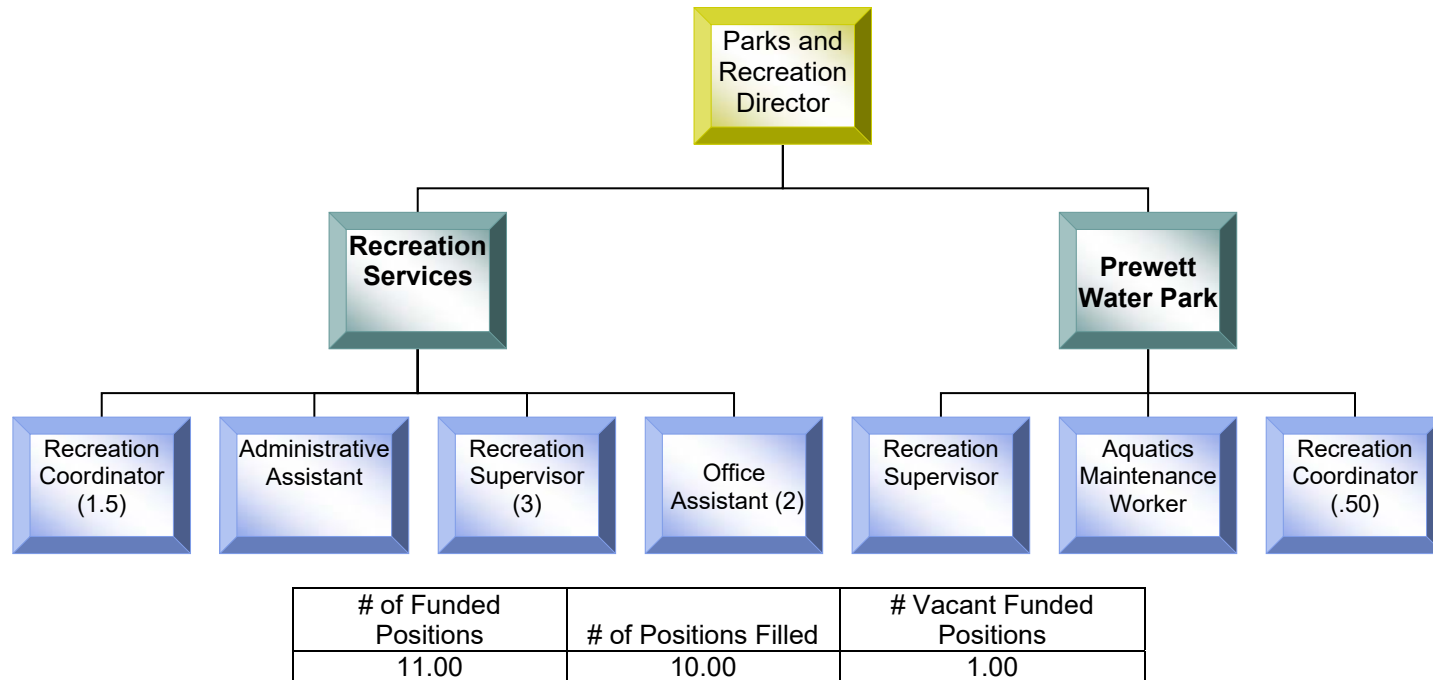 Parks and
Recreation
Director
Recreation
Services
Prewett
Water Park
Recreation
Coordinator
(1.5)
Administrative
Assistant
Recreation
Supervisor
(3)
Office
Assistant (2)
Recreation
Supervisor
Aquatics
Maintenance
Worker
Recreation
Coordinator
(.50)
# of Funded
Positions
# of Positions Filled
# Vacant Funded
Positions
11.00
10.00
1.00